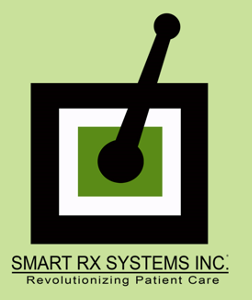 SMART RX SYSTEMS INC.
Revolutionizing Patient Care